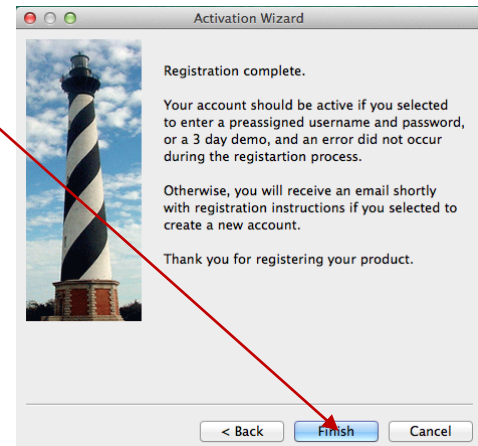 Activation Wizard
Registration complete.
Your account should be active if you selected
to enter a preassigned username and password,
or a 3 day demo, and an error did not occur
during the registartion process.
Otherwise, you will receive an email shortly
with registration instructions if you selected to
create a new account.
Thank you for registering your product.
< Back Finish Cancel